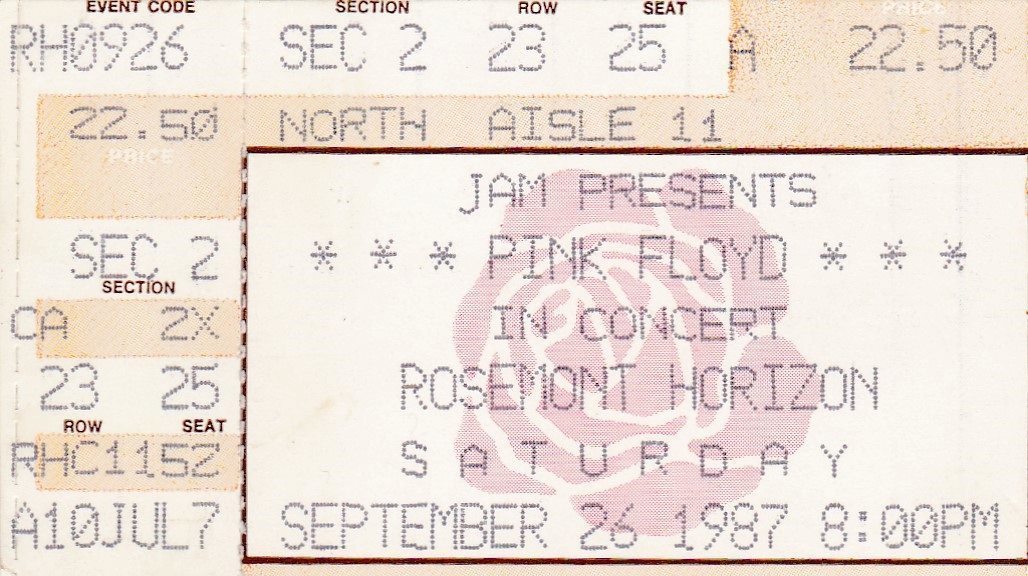 EVENT CODE SECTION ROW SEAT PRICE
RH0926 SEC 2 23 25 A 22.50
22.50 NORTH AISLE 11
PRICE
JAM PRESENTS
SEC 2 * * * PINK FLOYD * * *
SECTION
CA 2X IN CONCERT
23 25 ROSEMONT HORIZON
ROW SEAT
RHC1152 S A T U R D A Y
A10JUL7 SEPTEMBER 26 1987 8:00PM